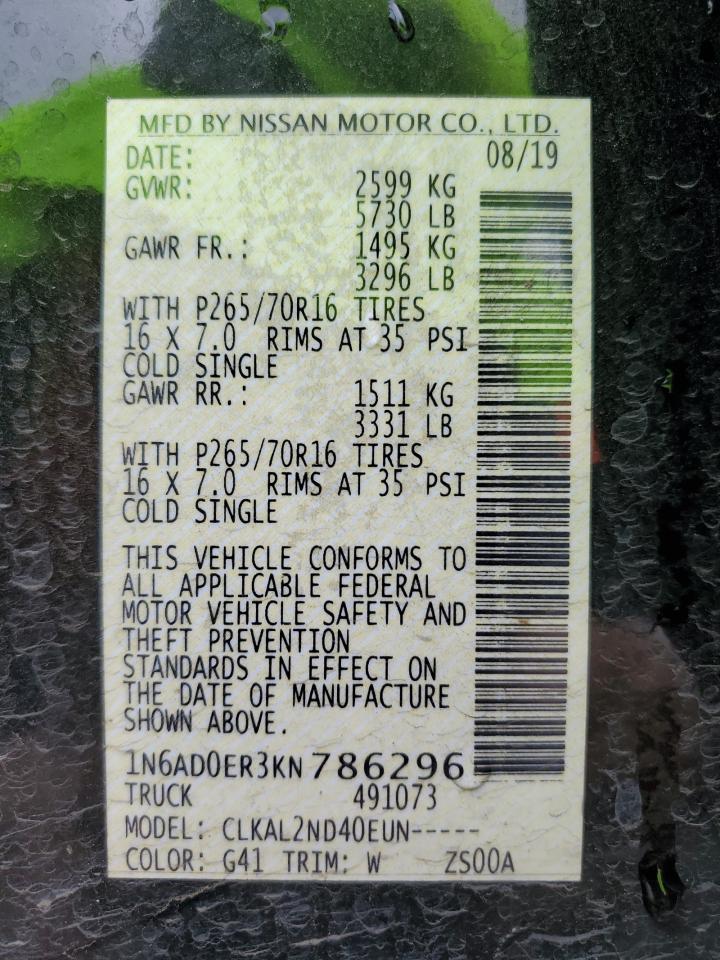 MFD BY NISSAN MOTOR CO., LTD.
DATE: 08/19
GVWR: 2599 KG
5730 LB
GAWR FR.: 1495 KG
3296 LB
WITH P265/70R16 TIRES
16 X 7.0 RIMS AT 35 PSI
COLD SINGLE
GAWR RR.: 1511 KG
3331 LB
WITH P265/70R16 TIRES
16 X 7.0 RIMS AT 35 PSI
COLD SINGLE
THIS VEHICLE CONFORMS TO
ALL APPLICABLE FEDERAL
MOTOR VEHICLE SAFETY AND
THEFT PREVENTION
STANDARDS IN EFFECT ON
THE DATE OF MANUFACTURE
SHOWN ABOVE.
1N6AD0ER3KN786296
TRUCK 491073
MODEL: CLKAL2ND40EUN-----
COLOR: G41 TRIM: W ZS00A